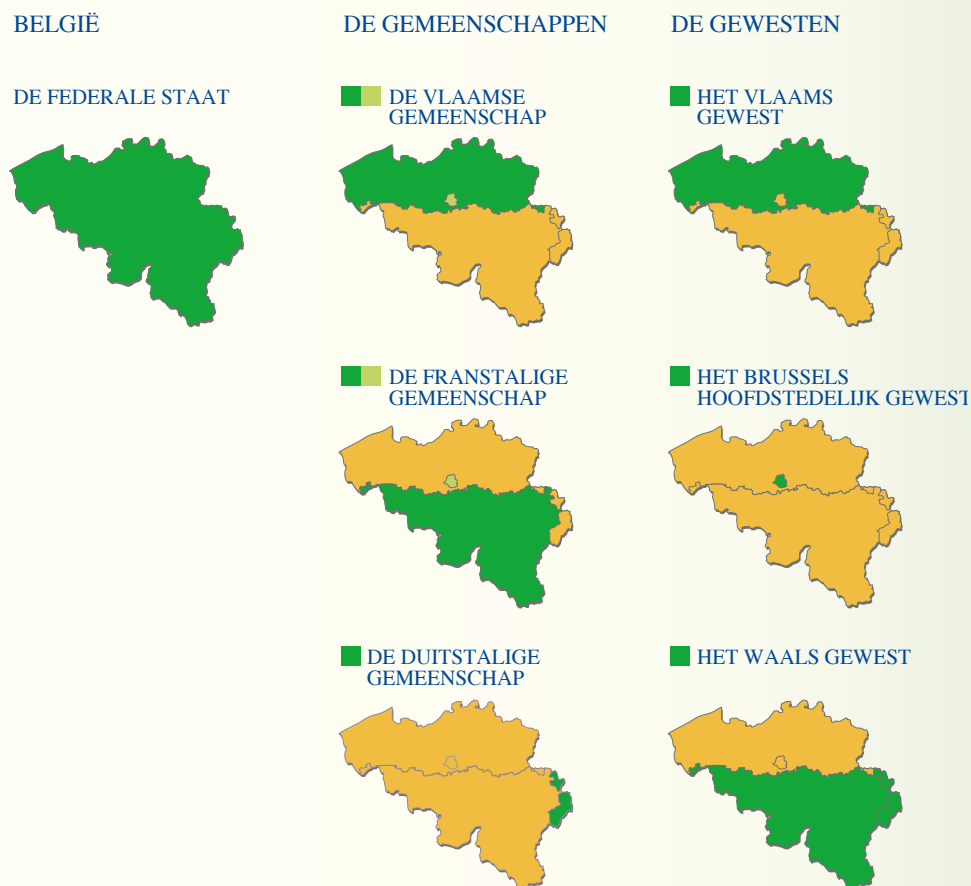 BELGIË
DE FEDERALE STAAT
DE GEMEENSCHAPPEN
DE VLAAMSE
GEMEENSCHAP
DE FRANSTALIGE
GEMEENSCHAP
DE DUITSTALIGE
GEMEENSCHAP
DE GEWESTEN
HET VLAAMS
GEWEST
HET BRUSSELS
HOOFDSTEDELIJK GEWEST
HET WAALS GEWEST